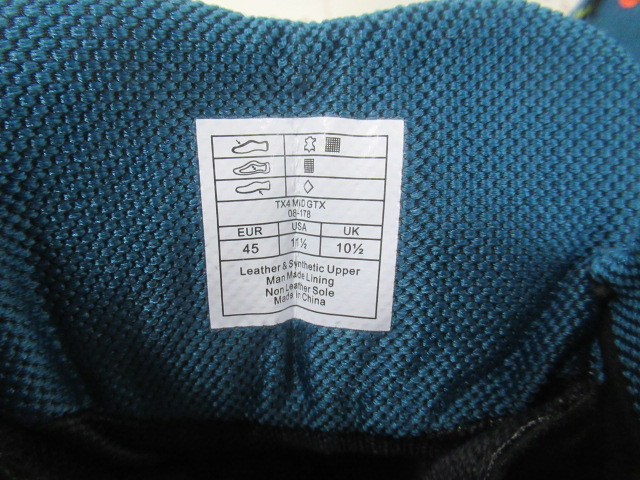 TX4 MiD GTX
08-178
EUR USA UK
45 11½ 10½
Leather & Synthetic Upper
Man Made Lining
Non Leather Sole
Made in China